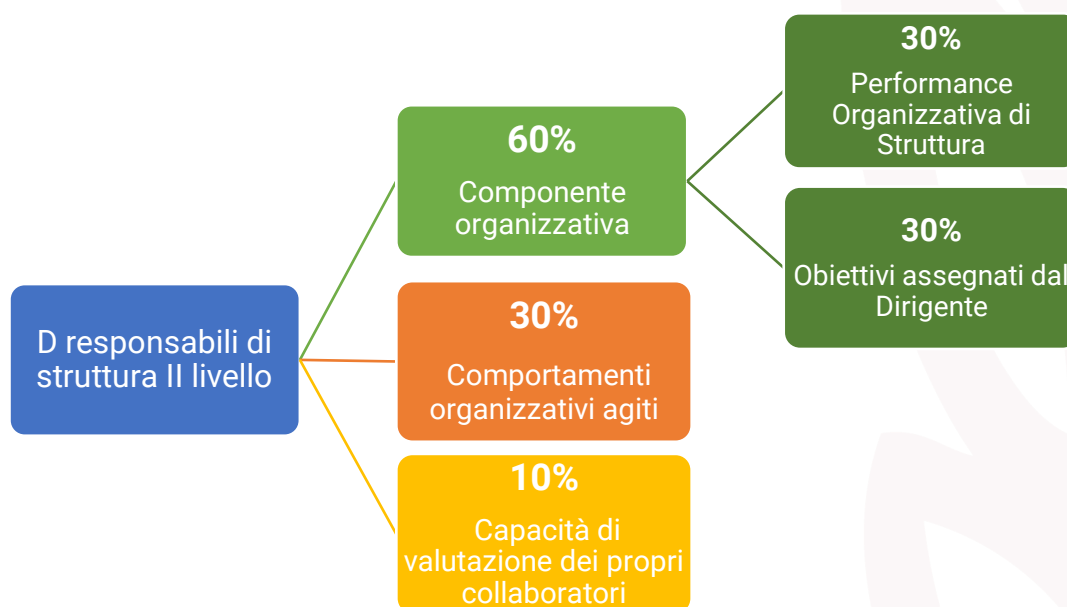 D responsabili di
struttura II livello
60%
Componente
organizzativa
30%
Comportamenti
organizzativi agiti
10%
Capacità di
valutazione dei propri
collaboratori
30%
Performance
Organizzativa di
Struttura
30%
Obiettivi assegnati dal
Dirigente